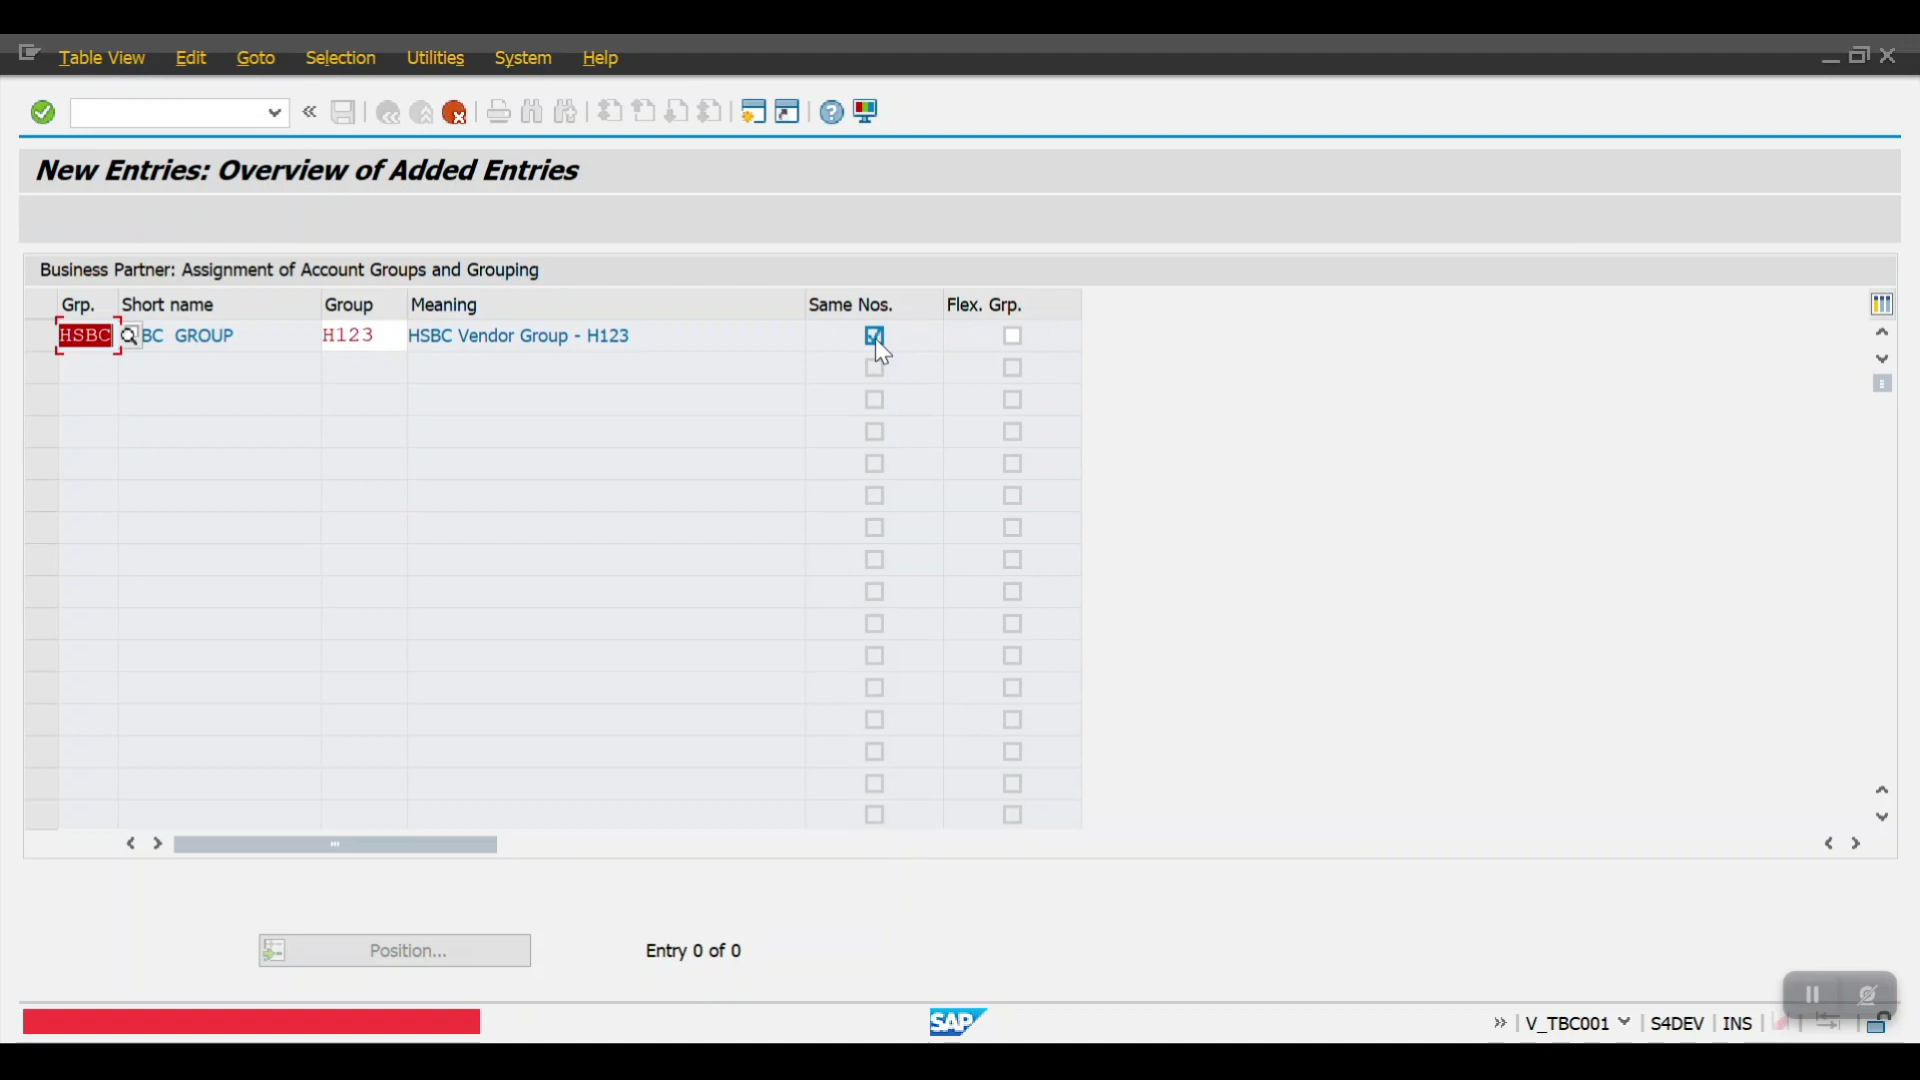 Table View Edit Goto Selection Utilities System Help
New Entries: Overview of Added Entries
Business Partner: Assignment of Account Groups and Grouping
Grp. Short name Group Meaning Same Nos. Flex. Grp.
HSBC BC GROUP H123 HSBC Vendor Group - H123
Position... Entry 0 of 0
SAP V_TBC001 S4DEV INS